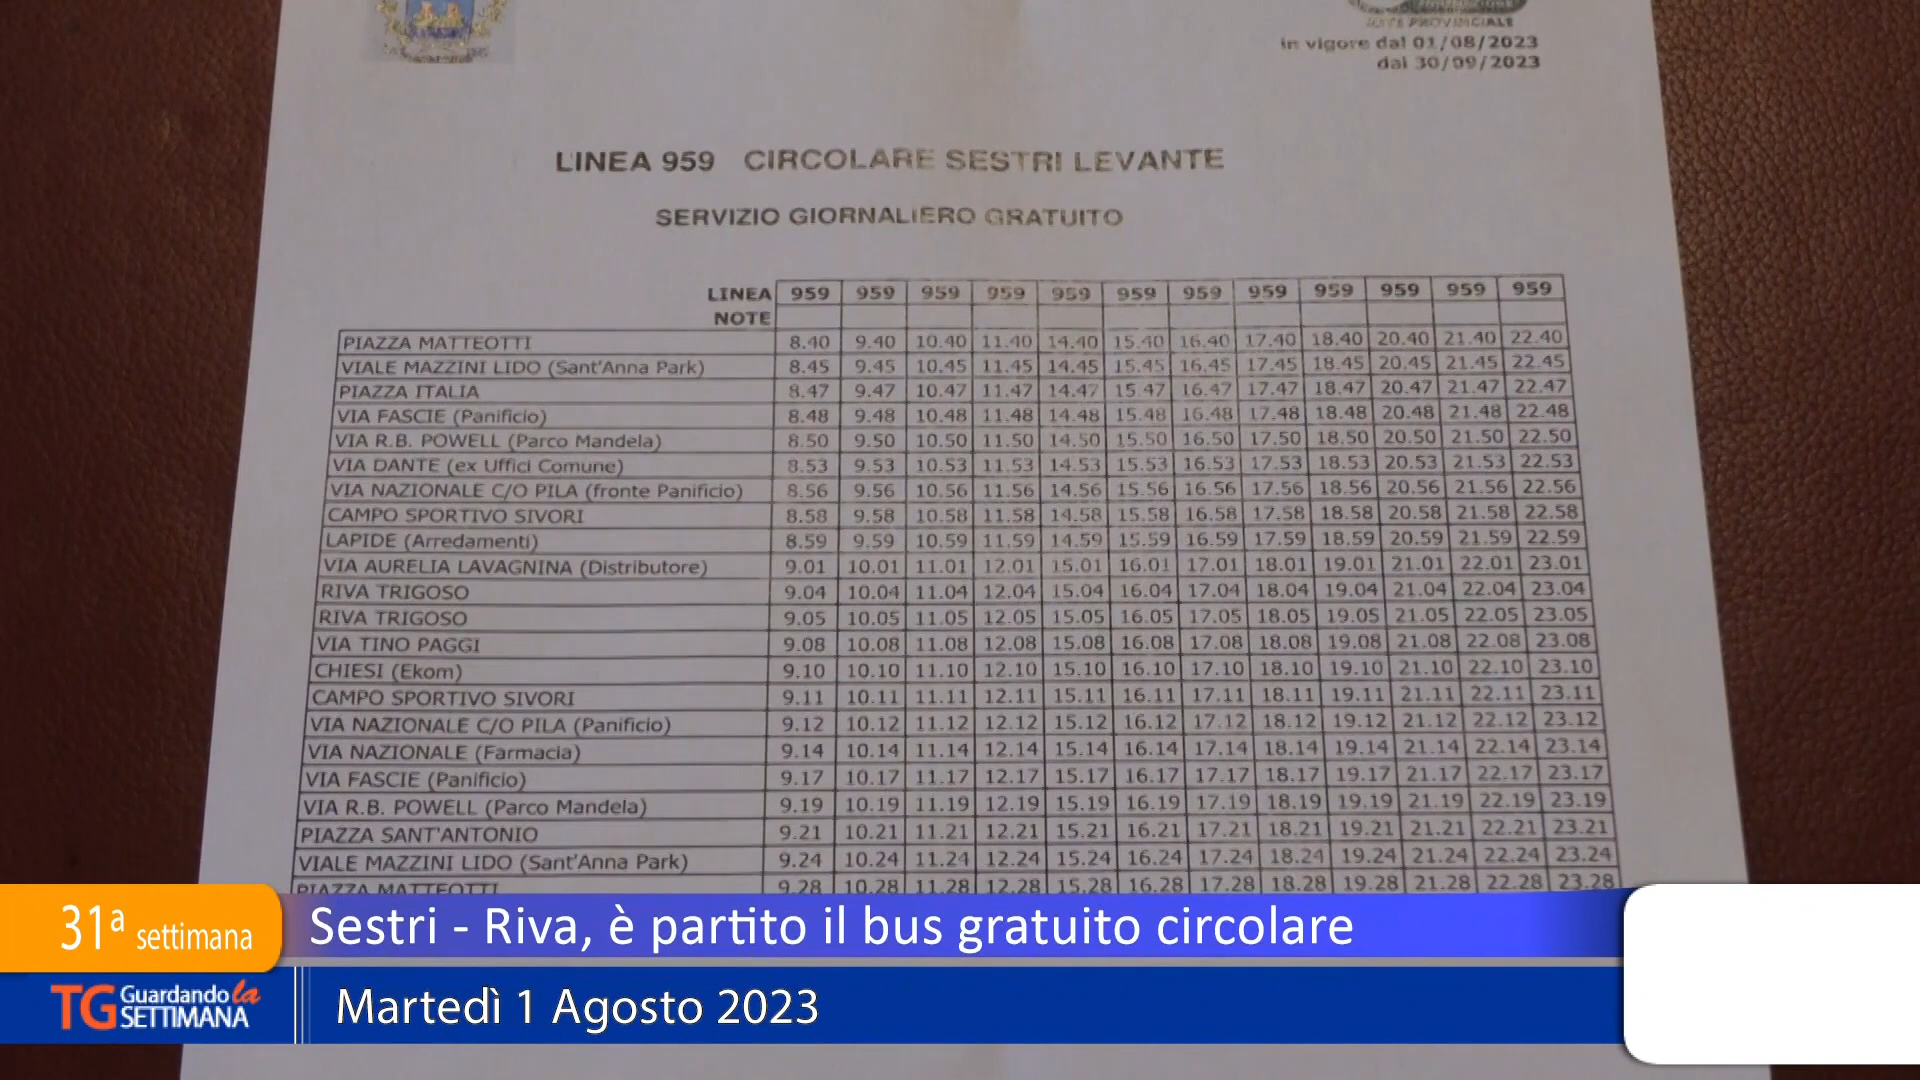 in vigore dal 01/08/2023
dal 30/09/2023
LINEA 959 CIRCOLARE SESTRI LEVANTE
SERVIZIO GIORNALIERO GRATUITO
LINEA 959 959 959 959 959 959 959 959 959 959 959 959
NOTE
PIAZZA MATTEOTTI 8.40 9.40 10.40 11.40 14.40 15.40 16.40 17.40 18.40 20.40 21.40 22.40
VIALE MAZZINI LIDO (Sant'Anna Park) 8.45 9.45 10.45 11.45 14.45 15.45 16.45 17.45 18.45 20.45 21.45 22.45
PIAZZA ITALIA 8.47 9.47 10.47 11.47 14.47 15.47 16.47 17.47 18.47 20.47 21.47 22.47
VIA FASCIE (Panificio) 8.48 9.48 10.48 11.48 14.48 15.48 16.48 17.48 18.48 20.48 21.48 22.48
VIA R.B. POWELL (Parco Mandela) 8.50 9.50 10.50 11.50 14.50 15.50 16.50 17.50 18.50 20.50 21.50 22.50
VIA DANTE (ex Uffici Comune) 8.53 9.53 10.53 11.53 14.53 15.53 16.53 17.53 18.53 20.53 21.53 22.53
VIA NAZIONALE C/O PILA (fronte Panificio) 8.56 9.56 10.56 11.56 14.56 15.56 16.56 17.56 18.56 20.56 21.56 22.56
CAMPO SPORTIVO SIVORI 8.58 9.58 10.58 11.58 14.58 15.58 16.58 17.58 18.58 20.58 21.58 22.58
LAPIDE (Arredamenti) 8.59 9.59 10.59 11.59 14.59 15.59 16.59 17.59 18.59 20.59 21.59 22.59
VIA AURELIA LAVAGNINA (Distributore) 9.01 10.01 11.01 12.01 15.01 16.01 17.01 18.01 19.01 21.01 22.01 23.01
RIVA TRIGOSO 9.04 10.04 11.04 12.04 15.04 16.04 17.04 18.04 19.04 21.04 22.04 23.04
RIVA TRIGOSO 9.05 10.05 11.05 12.05 15.05 16.05 17.05 18.05 19.05 21.05 22.05 23.05
VIA TINO PAGGI 9.08 10.08 11.08 12.08 15.08 16.08 17.08 18.08 19.08 21.08 22.08 23.08
CHIESI (Ekom) 9.10 10.10 11.10 12.10 15.10 16.10 17.10 18.10 19.10 21.10 22.10 23.10
CAMPO SPORTIVO SIVORI 9.11 10.11 11.11 12.11 15.11 16.11 17.11 18.11 19.11 21.11 22.11 23.11
VIA NAZIONALE C/O PILA (Panificio) 9.12 10.12 11.12 12.12 15.12 16.12 17.12 18.12 19.12 21.12 22.12 23.12
VIA NAZIONALE (Farmacia) 9.14 10.14 11.14 12.14 15.14 16.14 17.14 18.14 19.14 21.14 22.14 23.14
VIA FASCIE (Panificio) 9.17 10.17 11.17 12.17 15.17 16.17 17.17 18.17 19.17 21.17 22.17 23.17
VIA R.B. POWELL (Parco Mandela) 9.19 10.19 11.19 12.19 15.19 16.19 17.19 18.19 19.19 21.19 22.19 23.19
PIAZZA SANT'ANTONIO 9.21 10.21 11.21 12.21 15.21 16.21 17.21 18.21 19.21 21.21 22.21 23.21
VIALE MAZZINI LIDO (Sant'Anna Park) 9.24 10.24 11.24 12.24 15.24 16.24 17.24 18.24 19.24 21.24 22.24 23.24
PIAZZA MATTEOTTI 9.28 10.28 11.28 12.28 15.28 16.28 17.28 18.28 19.28 21.28 22.28 23.28
31ª settimana
Sestri - Riva, è partito il bus gratuito circolare
TG Guardando la SETTIMANA
Martedì 1 Agosto 2023